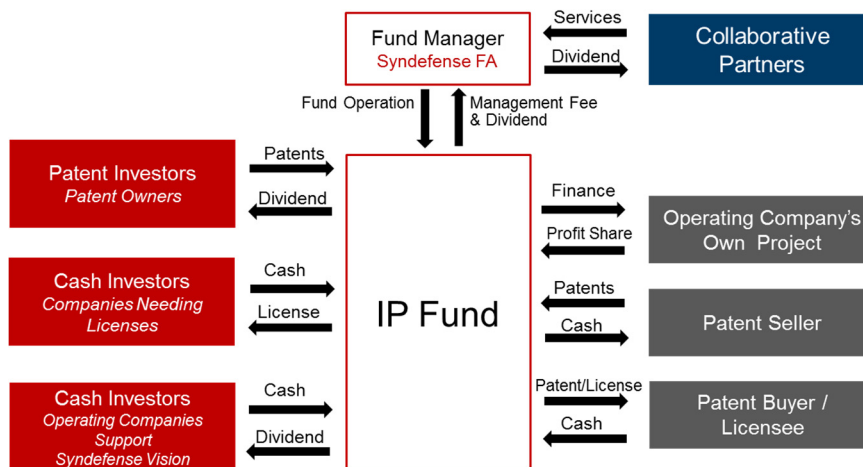 Fund Manager
Syndefense FA
Services
Dividend
Collaborative
Partners
Fund Operation
Management Fee
& Dividend
Patent Investors
Patent Owners
Patents
Dividend
Cash Investors
Companies Needing
Licenses
Cash
License
Cash Investors
Operating Companies
Support
Syndefense Vision
Cash
Dividend
IP Fund
Finance
Profit Share
Operating Company's
Own Project
Patents
Cash
Patent Seller
Patent/License
Cash
Patent Buyer /
Licensee